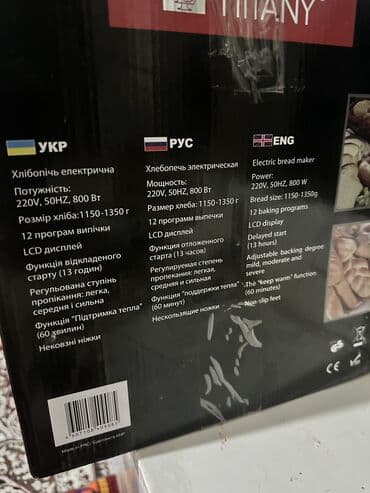 TIFFANY
УКР
Хлібопічь електрична
Потужність:
220V, 50HZ, 800 Вт
Розмір хліба:1150-1350 г
12 програм випічки
LCD дисплей
Функція відкладеного
старту (13 годин)
Регульована ступінь
пропікання: легка,
середня і сильна
Функція "Підтримка тепла"
(60 хвилин)
Нековзні ніжки
РУС
Хлебопечь электрическая
Мощность:
220V, 50HZ, 800 Вт
Размер хлеба:1150-1350 г
12 программ выпечки
LCD дисплей
Функция отложенного
старта (13 часов)
Регулируемая степень
пропекания: легкая,
средняя и сильная
Функция "поддержки тепла"
(60 минут)
Нескользящие ножки
ENG
Electric bread maker
Power:
220V, 50HZ, 800 W
Bread size: 1150-1350g
12 baking programs
LCD display
Delayed start
(13 hours)
Adjustable backing degree:
mild, moderate and
severe
The "keep warm" function
(60 minutes)
Non-slip feet
CE